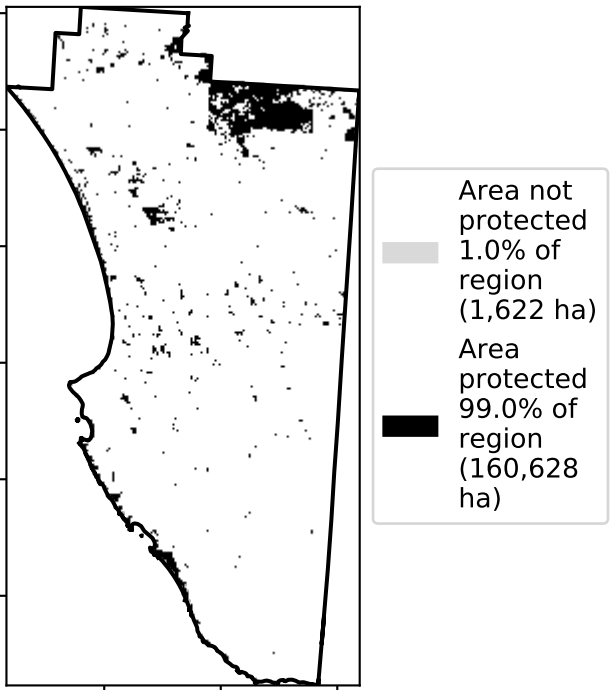 Area not
protected
1.0% of
region
(1,622 ha)
Area
protected
99.0% of
region
(160,628
ha)